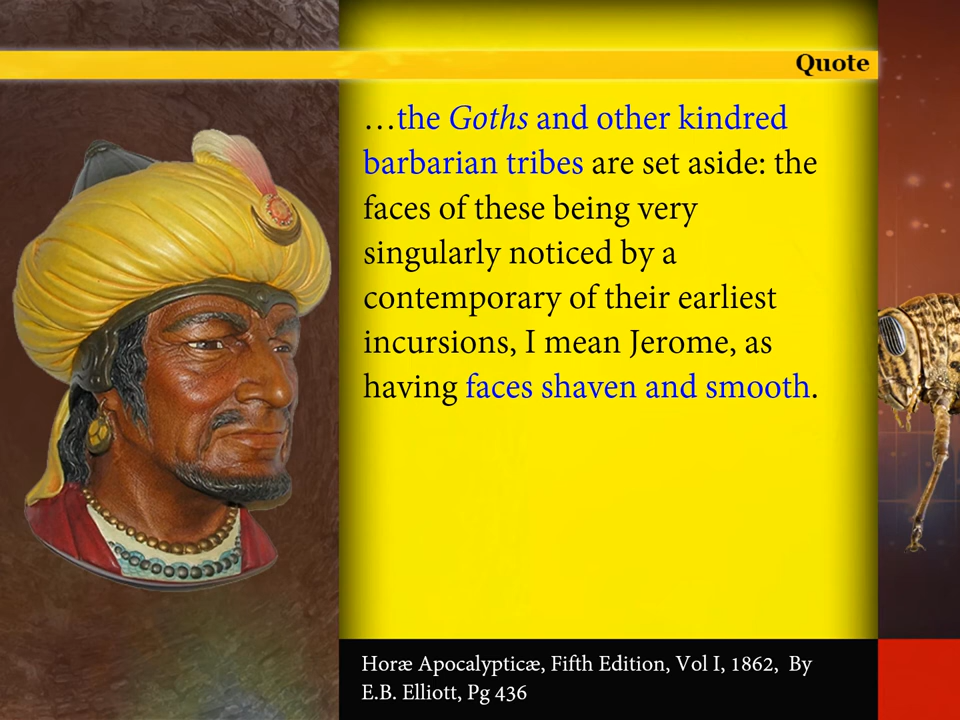 Quote
…the Goths and other kindred
barbarian tribes are set aside: the
faces of these being very
singularly noticed by a
contemporary of their earliest
incursions, I mean Jerome, as
having faces shaven and smooth.
Horæ Apocalypticæ, Fifth Edition, Vol I, 1862, By
E.B. Elliott, Pg 436